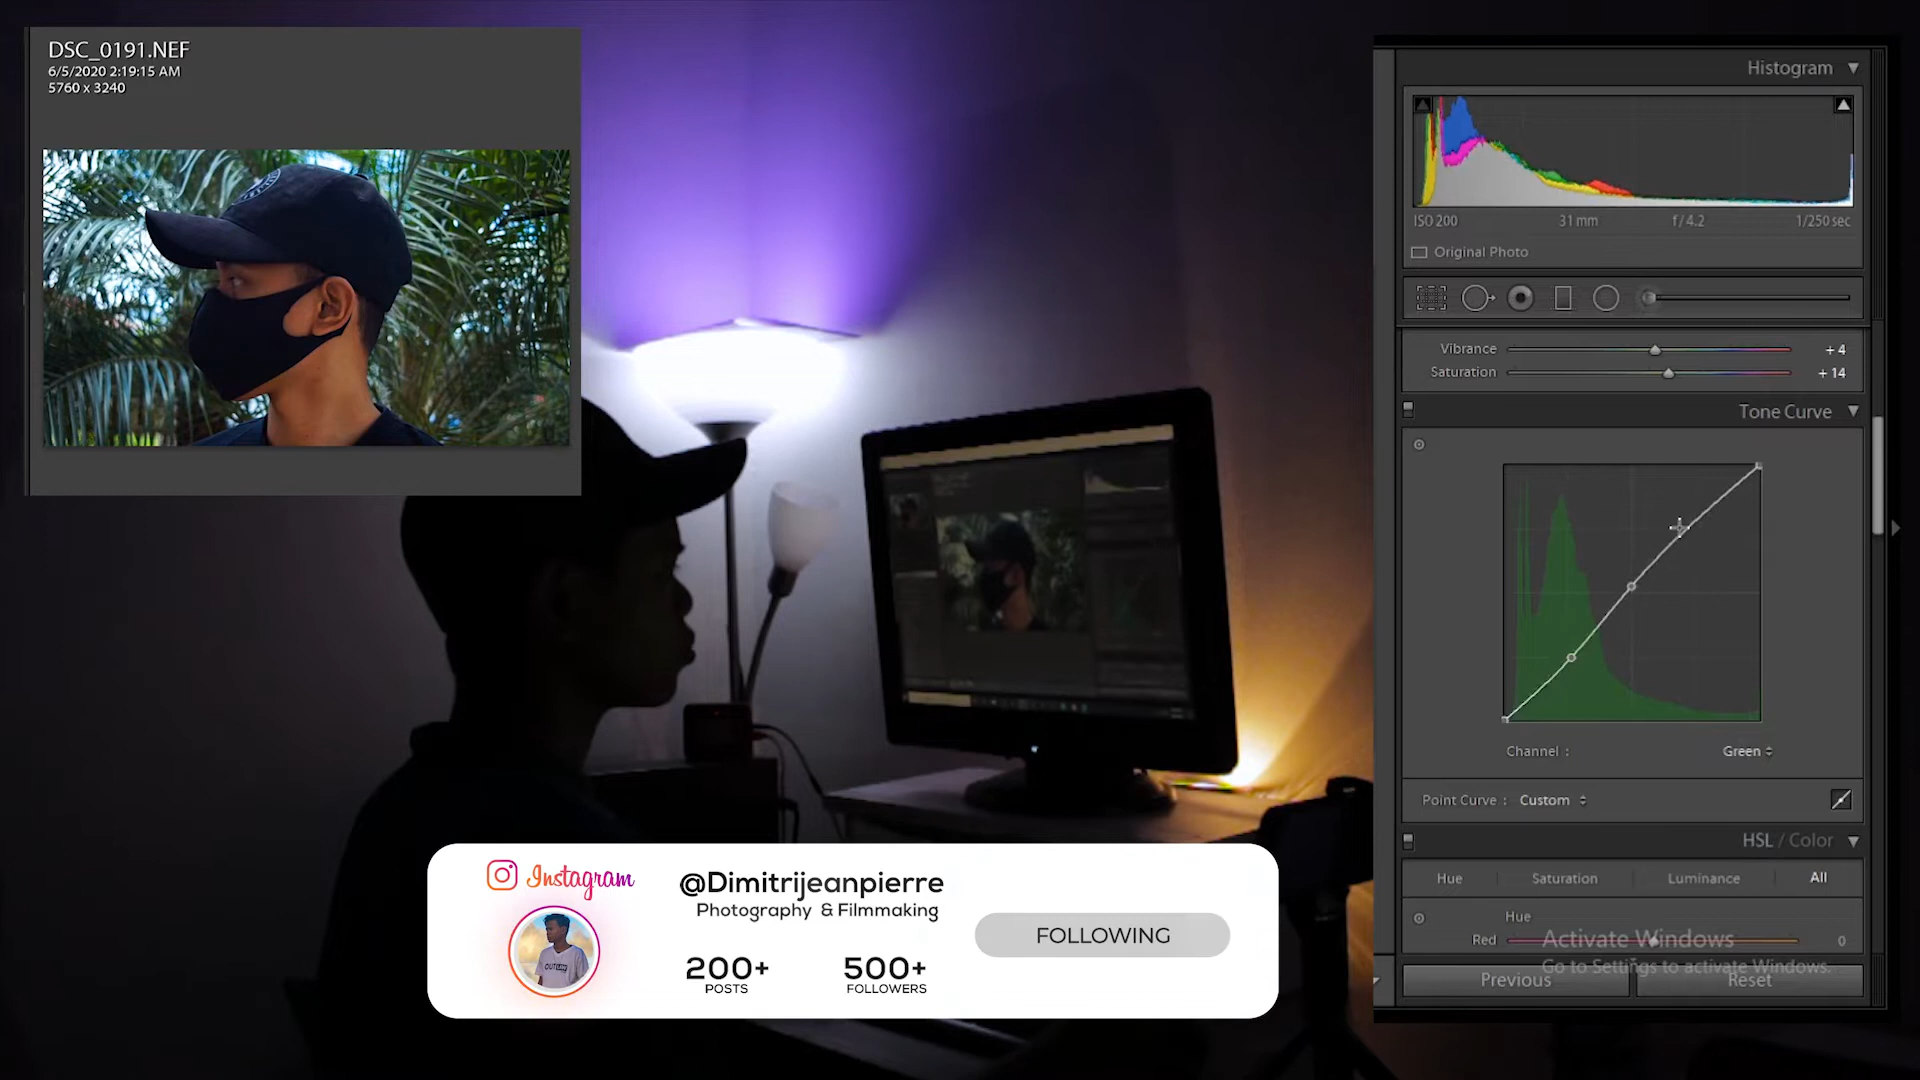 DSC_0191.NEF
6/5/2020 2:19:15 AM
5760 x 3240
Histogram
ISO 200 31 mm f / 4.2 1/250 sec
Original Photo
Vibrance + 4
Saturation + 14
Tone Curve
Channel : Green
Point Curve : Custom
HSL / Color
Hue Saturation Luminance All
Hue
Red 0
Activate Windows
Go to Settings to activate Windows.
Previous Reset
Instagram
@Dimitrijeanpierre
Photography & Filmmaking
200+
POSTS
500+
FOLLOWERS
FOLLOWING